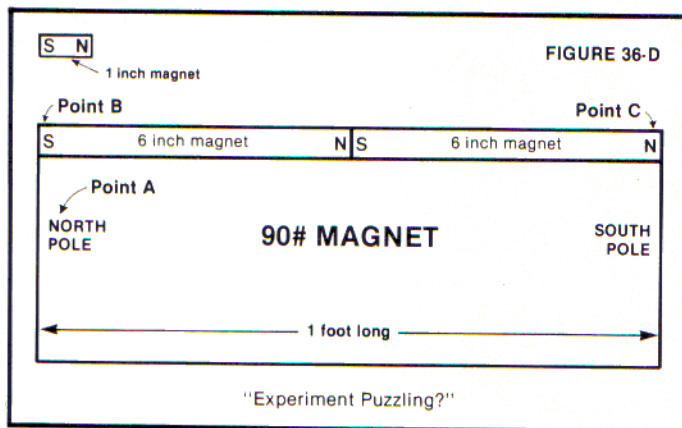 S N
FIGURE 36-D
1 inch magnet
Point B
Point C
S 6 inch magnet N S 6 inch magnet N
Point A
NORTH
POLE
90# MAGNET
SOUTH
POLE
1 foot long
"Experiment Puzzling?"